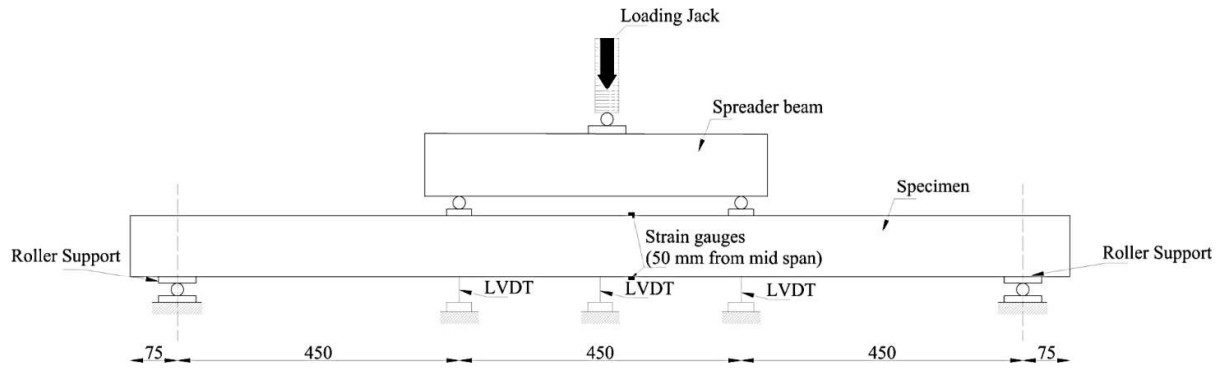 Loading Jack
Spreader beam
Specimen
Roller Support
Strain gauges
(50 mm from mid span)
Roller Support
LVDT
LVDT
LVDT
75
450
450
450
75